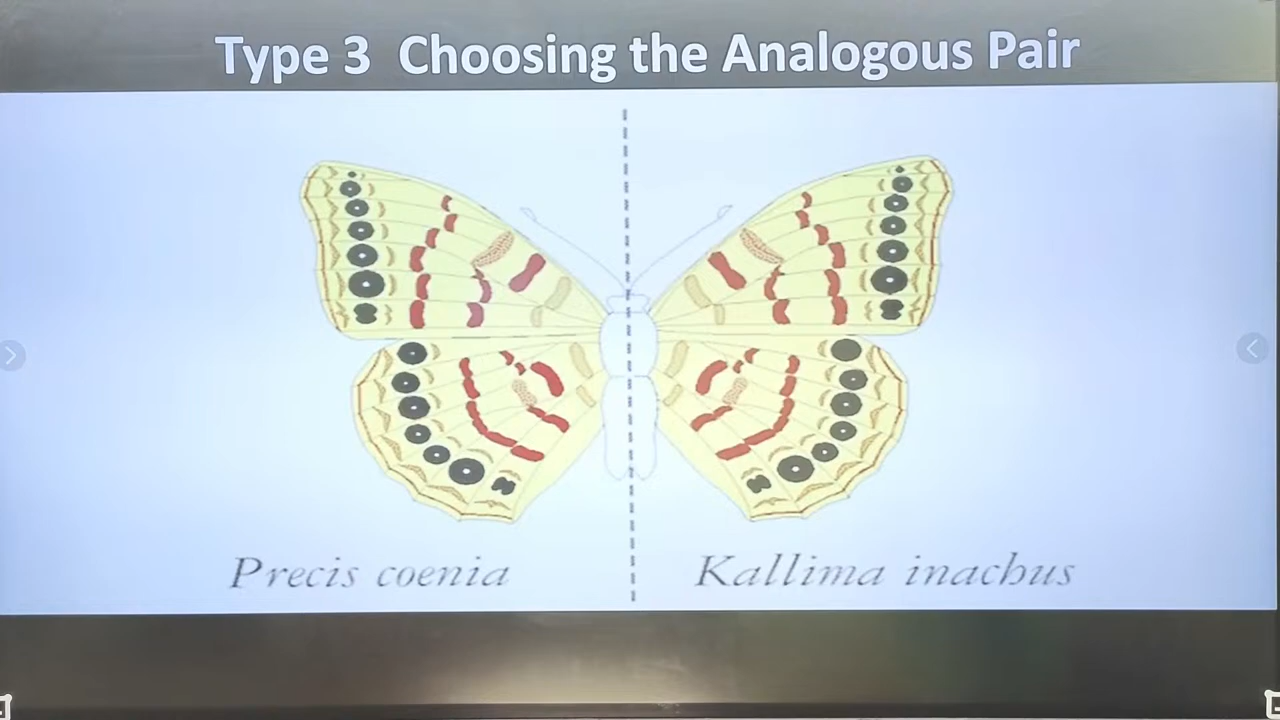 Type 3 Choosing the Analogous Pair
Precis coenia
Kallima inachus